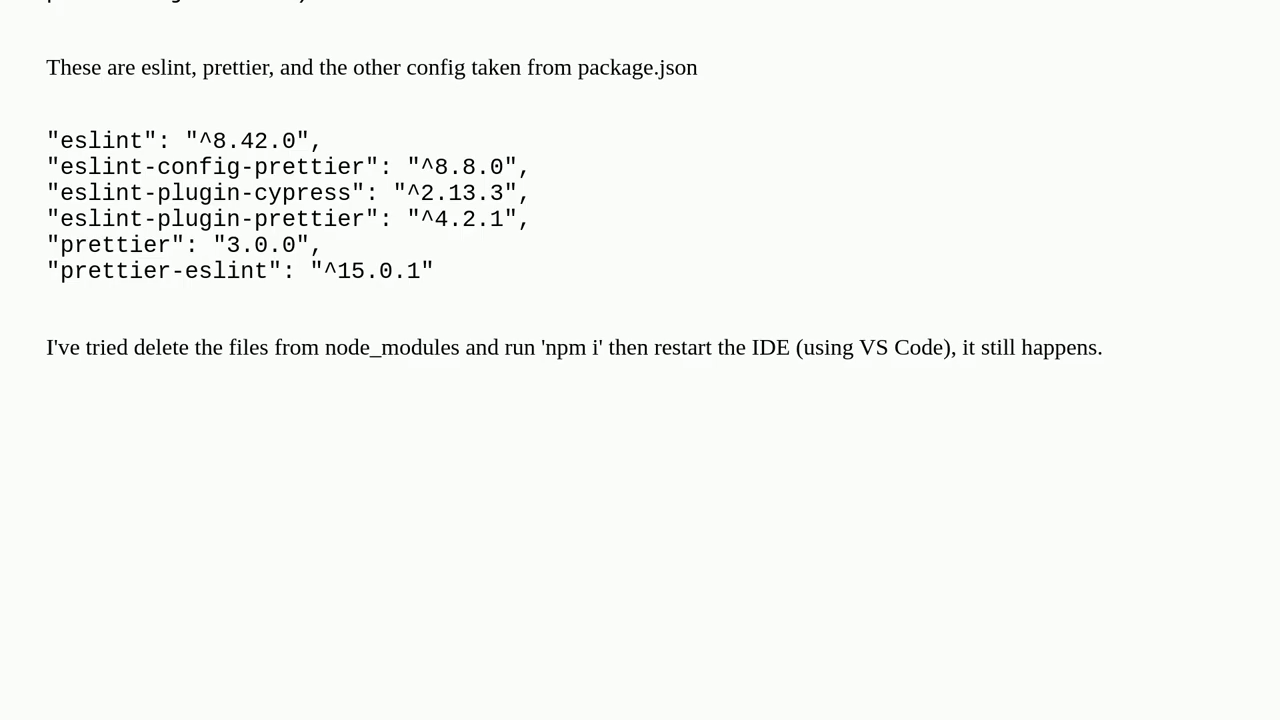 These are eslint, prettier, and the other config taken from package.json
"eslint": "^8.42.0",
"eslint-config-prettier": "^8.8.0",
"eslint-plugin-cypress": "^2.13.3",
"eslint-plugin-prettier": "^4.2.1",
"prettier": "3.0.0",
"prettier-eslint": "^15.0.1"
I've tried delete the files from node_modules and run 'npm i' then restart the IDE (using VS Code), it still happens.